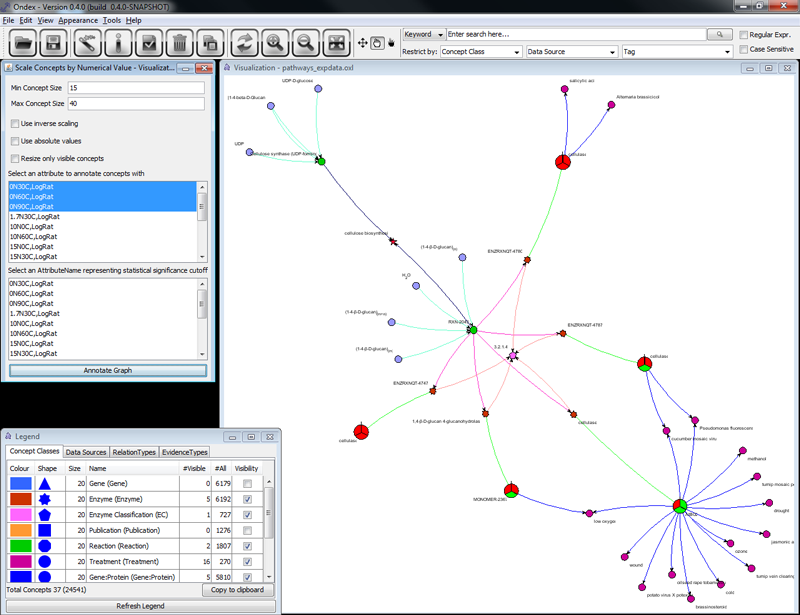 Ondex - Version 0.4.0 (build 0.4.0-SNAPSHOT)
File Edit View Appearance Tools Help
Keyword Enter search here... Regular Expr.
Restrict by: Concept Class Data Source Tag Case Sensitive
Scale Concepts by Numerical Value - Visualizat...
Min Concept Size 15
Max Concept Size 40
Use inverse scaling
Use absolute values
Resize only visible concepts
Select an attribute to annotate concepts with
0N30C,LogRat
0N60C,LogRat
0N90C,LogRat
1.7N30C,LogRat
10N0C,LogRat
10N60C,LogRat
15N0C,LogRat
15N30C,LogRat
Select an AttributeName representing statistical significance cutoff
0N30C,LogRat
0N60C,LogRat
0N90C,LogRat
1.7N30C,LogRat
10N0C,LogRat
10N60C,LogRat
15N0C,LogRat
15N30C,LogRat
Annotate Graph
Visualization - pathways_expdata.oxl
UDP-D-glucose
(1-4-beta-D-Glucan
UDP
cellulose synthase (UDP-forming)
salicylic aci
Alternaria brassicicol
cellulase
cellulose biosynthesi
(1-4-β-D-glucan)
ENZRXNQT-4780
H2O
RXN-2043
ENZRXNQT-4767
3.2.1.4
(1-4-β-D-glucan)
cellulase
ENZRXNQT-4747
1,4-β-D-glucan 4-glucanohydrolas
cellulase
cellulase
Pseudomonas fluorescens
cucumber mosaic viru
methanol
turnip mosaic po
drought
MONOMER-2361
low oxygen
jasmonic a
ozone
wound
turnip vein clearing
oilseed rape tobamo
cold
potato virus X potex
brassinosteroid
Legend
Concept Classes Data Sources RelationTypes EvidenceTypes
Colour Shape Size Name #Visible #All Visibility
20 Gene (Gene) 0 6179
20 Enzyme (Enzyme) 5 6192
20 Enzyme Classification (EC) 1 727
20 Publication (Publication) 0 1276
20 Reaction (Reaction) 2 1807
20 Treatment (Treatment) 16 270
20 Gene:Protein (Gene:Protein) 5 5810
Total Concepts 37 (24541) Copy to clipboard
Refresh Legend